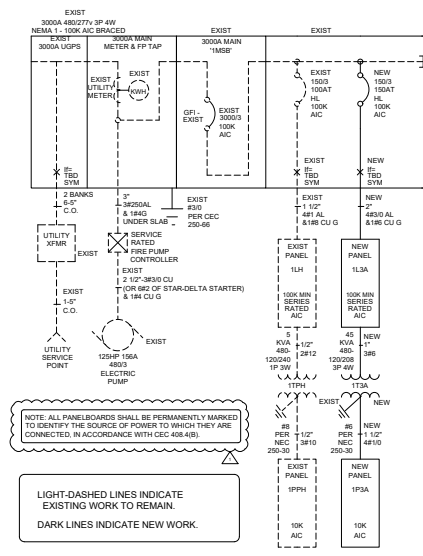 EXIST
3000A 480/277v 3P 4W
NEMA 1 - 100K AIC BRACED
EXIST
3000A UGPS
EXIST
3000A MAIN
METER & FP TAP
EXIST
3000A MAIN
'1MSB'
EXIST
EXIST
UTILITY
METER
EXIST
KWH
GFI -
EXIST
EXIST
3000/3
100K
AIC
EXIST
150/3
100AT
HL
100K
AIC
NEW
150/3
150AT
HL
100K
AIC
If=
TBD
SYM
EXIST
If=
TBD
SYM
NEW
If=
TBD
SYM
2 BANKS
6-5"
C.O.
3"
3#250AL
& 1#4G
UNDER SLAB
EXIST
#3/0
PER CEC
250-66
EXIST
1 1/2"
4#1 AL
&1#8 CU G
NEW
2"
4#3/0 AL
&1#6 CU G
UTILITY
XFMR
EXIST
SERVICE
RATED
FIRE PUMP
CONTROLLER
EXIST
2 1/2"-3#3/0 CU
(OR 6#2 OF STAR-DELTA STARTER)
& 1#4 CU G
EXIST
1-5"
C.O.
UTILITY
SERVICE
POINT
EXIST
125HP 156A
480/3
ELECTRIC
PUMP
EXIST
PANEL
1LH
100K MIN
SERIES
RATED
AIC
NEW
PANEL
1L3A
100K MIN
SERIES
RATED
AIC
5
KVA
480-
120/240
1P 3W
EXIST
1/2"
2#12
45
KVA
480-
120/208
3P 4W
NEW
1"
3#6
1TPH
1T3A
EXIST
NEW
#8
PER
NEC
250-30
EXIST
1/2"
3#10
#6
PER
NEC
250-30
NEW
1 1/2"
4#1/0
EXIST
PANEL
1PPH
10K
AIC
NEW
PANEL
1P3A
10K
AIC
NOTE: ALL PANELBOARDS SHALL BE PERMANENTLY MARKED
TO IDENTIFY THE SOURCE OF POWER TO WHICH THEY ARE
CONNECTED, IN ACCORDANCE WITH CEC 408.4(B).
LIGHT-DASHED LINES INDICATE
EXISTING WORK TO REMAIN.
DARK LINES INDICATE NEW WORK.